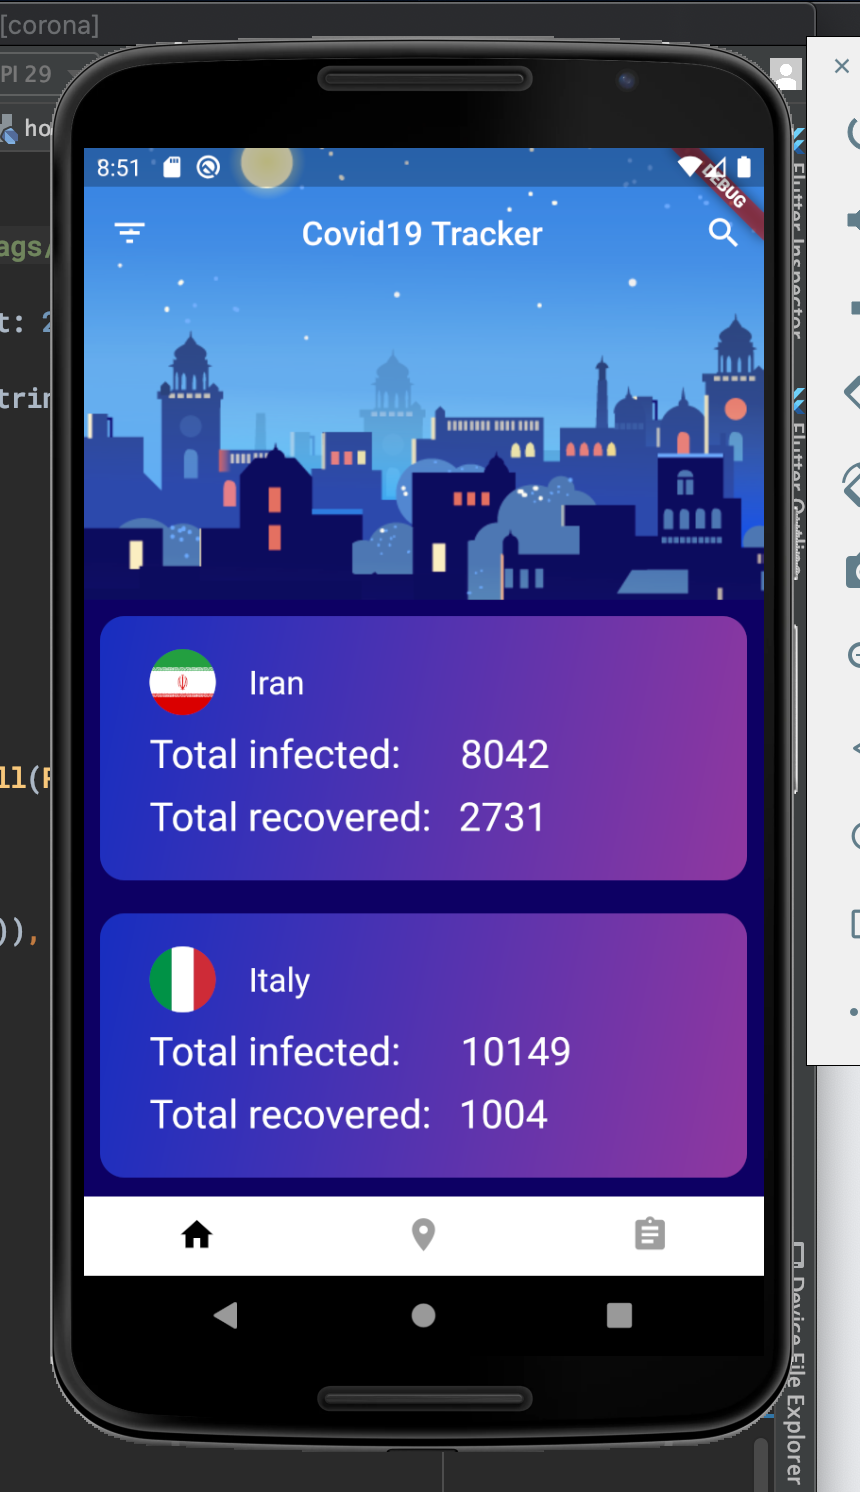 [corona]
PI 29
ho
8:51
DEBUG
Covid19 Tracker
ags/
t: 2
trin
Iran
Total infected: 8042
Total recovered: 2731
ll(
)),
Italy
Total infected: 10149
Total recovered: 1004
Flutter Inspector
Flutter Outline
Device File Explorer